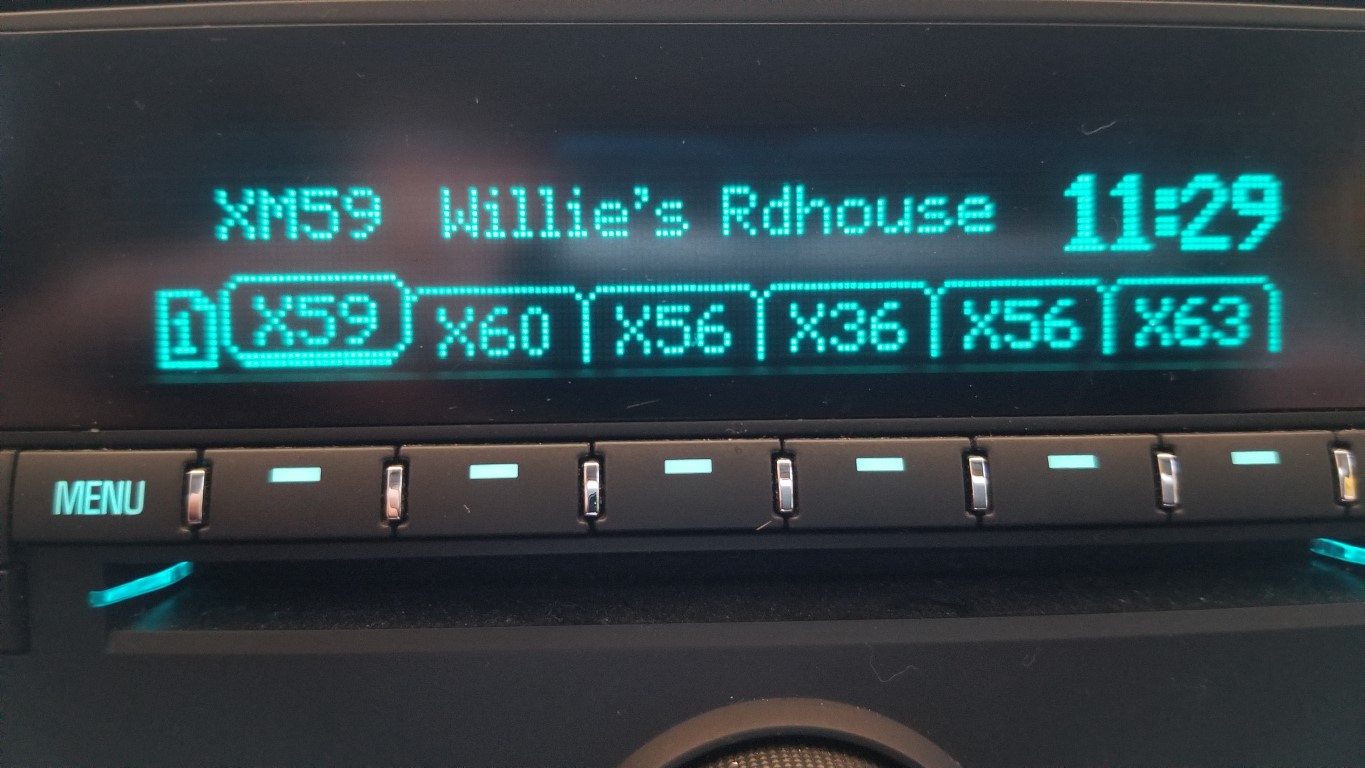 XM59 Willie's Rdhouse 11:29
1 X59 X60 X56 X36 X56 X63
MENU